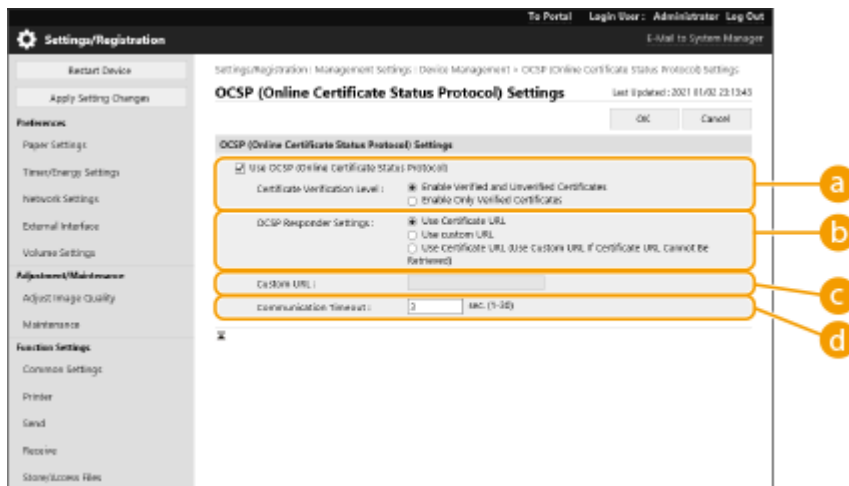 To Portal Login User : Administrator Log Out
Settings/Registration E-Mail to System Manager
Restart Device
Apply Setting Changes
Preferences
Paper Settings
Timer/Energy Settings
Network Settings
External Interface
Volume Settings
Adjustment/Maintenance
Adjust Image Quality
Maintenance
Function Settings
Common Settings
Printer
Send
Receive
Store/Access Files
Settings/Registration : Management Settings : Device Management > OCSP (Online Certificate Status Protocol) Settings
OCSP (Online Certificate Status Protocol) Settings
Last Updated : 2021 01/02 23:13:43
OK Cancel
OCSP (Online Certificate Status Protocol) Settings
Use OCSP (Online Certificate Status Protocol)
Certificate Verification Level : Enable Verified and Unverified Certificates
Enable Only Verified Certificates
a
OCSP Responder Settings : Use Certificate URL
Use custom URL
Use Certificate URL (Use Custom URL if Certificate URL Cannot Be
Retrieved)
b
Custom URL :
c
Communication Timeout : 3 sec. (1-30)
d